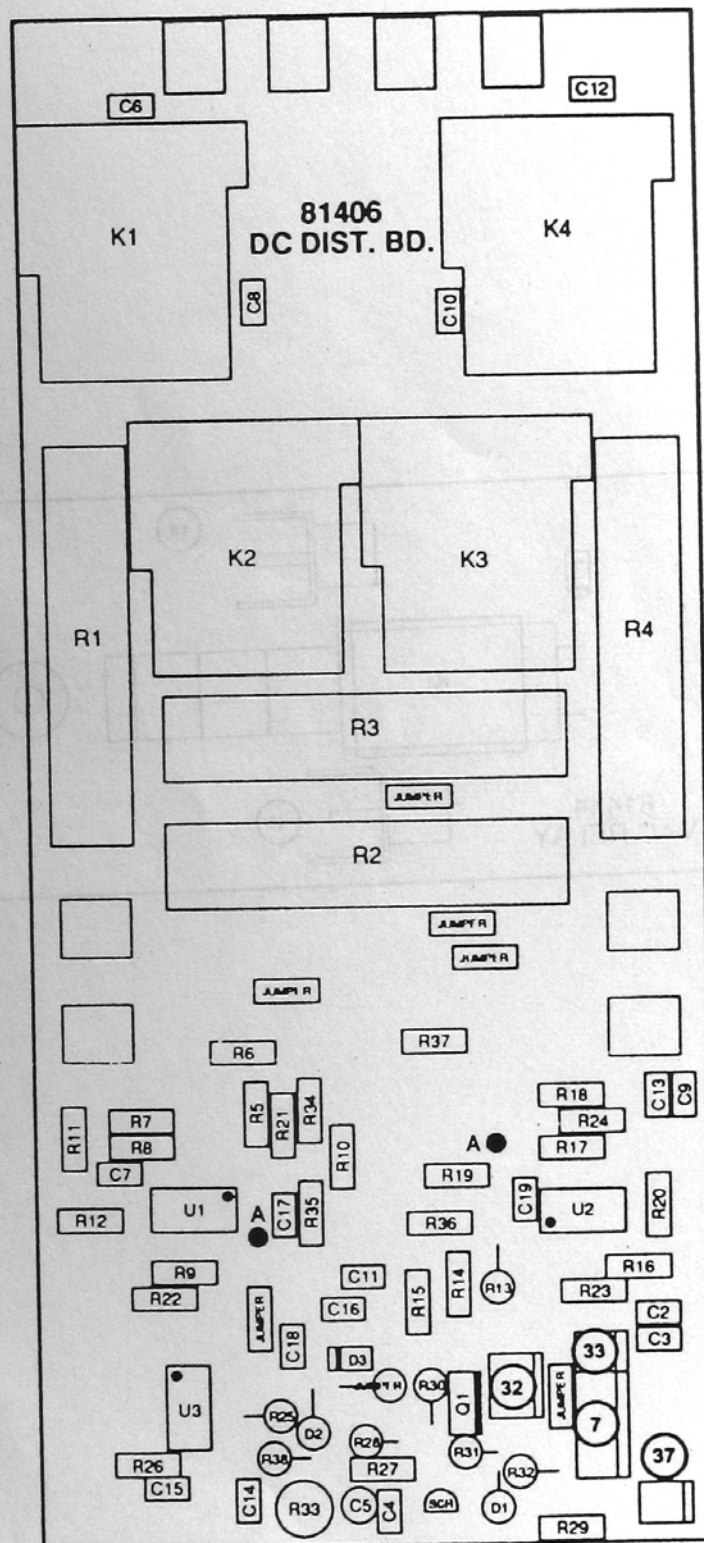 C6
C12
K1
81406
DC DIST. BD.
K4
C8
C10
K2
K3
R1
R4
R3
JUMPER
R2
JUMPER
JUMPER
JUMPER
R6
R37
R11
R7
R8
C7
R5
R21
R34
R10
A
R18
R24
R17
C13
C9
R12
U1
A
C17
R35
R19
R36
C19
U2
R20
R9
R22
JUMPER
C11
C16
C18
R15
R14
R13
R16
R23
C2
C3
D3
33
U3
R25
D2
JUMPER
R30
Q1
32
JUMPER
7
R26
C15
R38
R28
R27
R31
R32
37
C14
R33
C5
C4
SCR
D1
R29